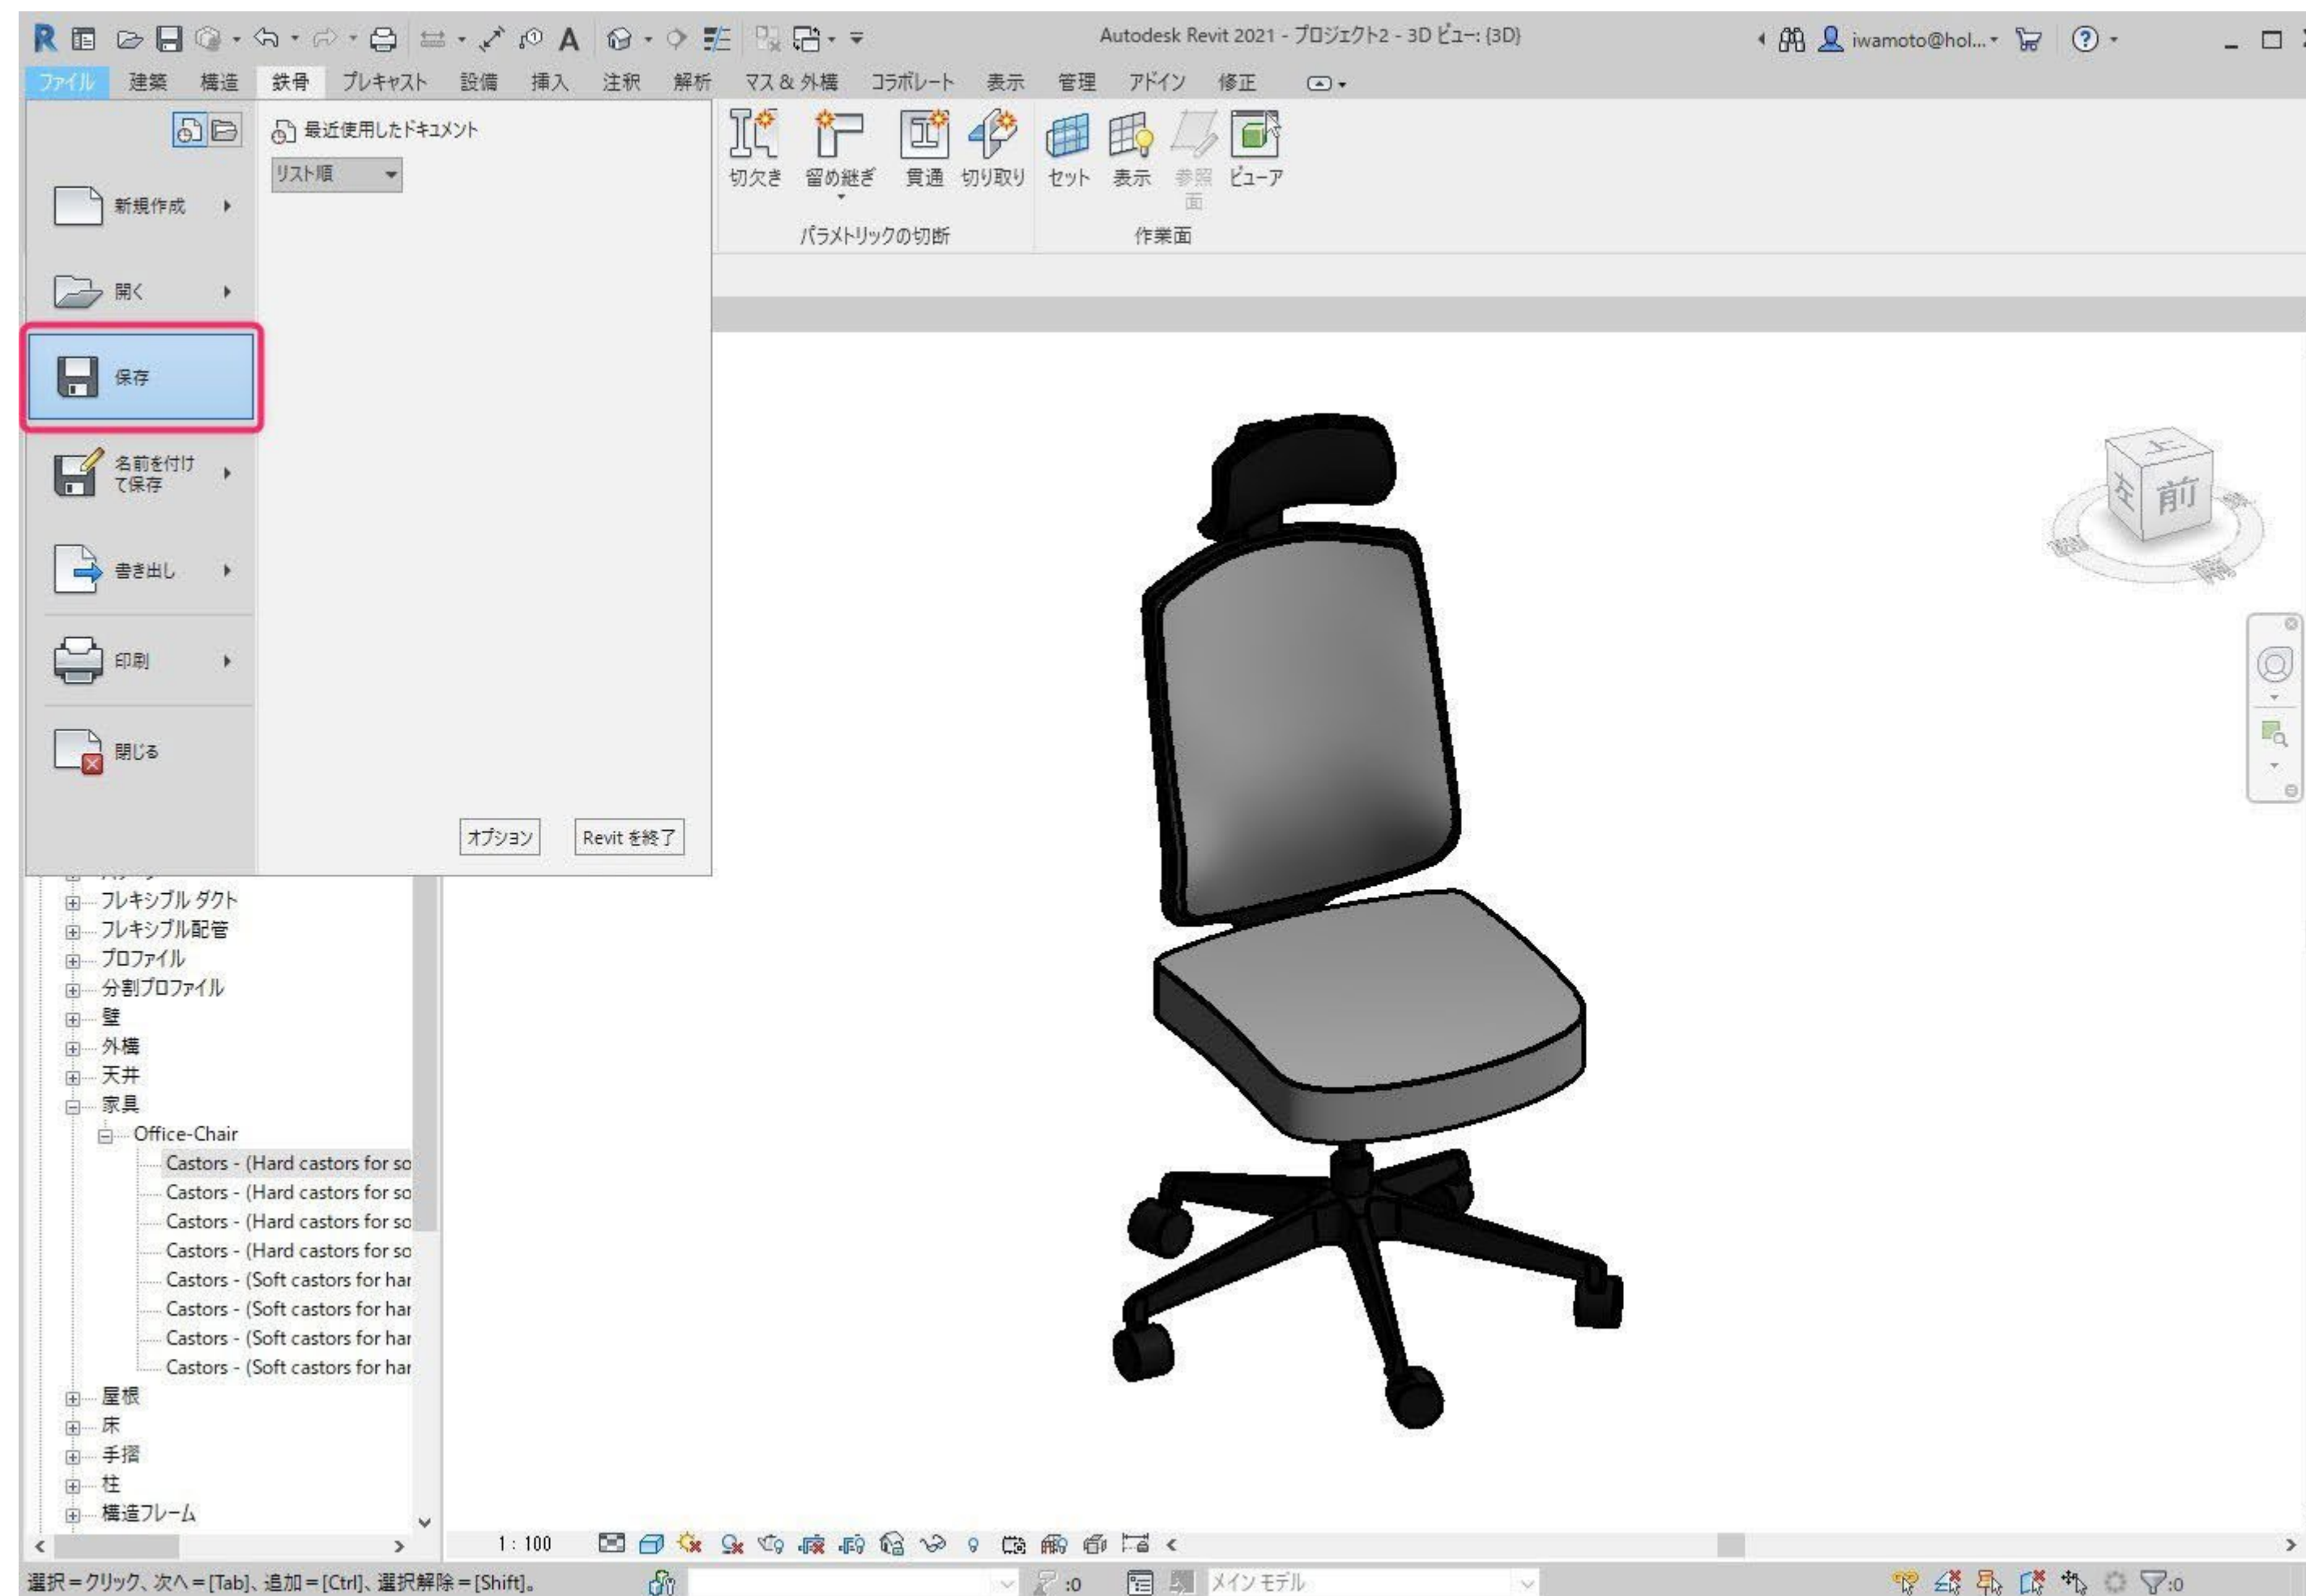 Autodesk Revit 2021 - プロジェクト2 - 3D ビュー: {3D}
iwamoto@hol...
ファイル 建築 構造 鉄骨 プレキャスト 設備 挿入 注釈 解析 マス & 外構 コラボレート 表示 管理 アドイン 修正
最近使用したドキュメント
リスト順
新規作成
開く
保存
名前を付け
て保存
書き出し
印刷
閉じる
オプション Revit を終了
切欠き 留め継ぎ 貫通 切り取り セット 表示 参照 ビューア
面
パラメトリックの切断 作業面
上
左 前
フレキシブル ダクト
フレキシブル配管
プロファイル
分割プロファイル
壁
外構
天井
家具
Office-Chair
Castors - (Hard castors for so
Castors - (Hard castors for so
Castors - (Hard castors for so
Castors - (Hard castors for so
Castors - (Soft castors for har
Castors - (Soft castors for har
Castors - (Soft castors for har
Castors - (Soft castors for har
屋根
床
手摺
柱
構造フレーム
1 : 100
選択=クリック、次へ=[Tab]、追加=[Ctrl]、選択解除=[Shift]。 :0 メイン モデル :0